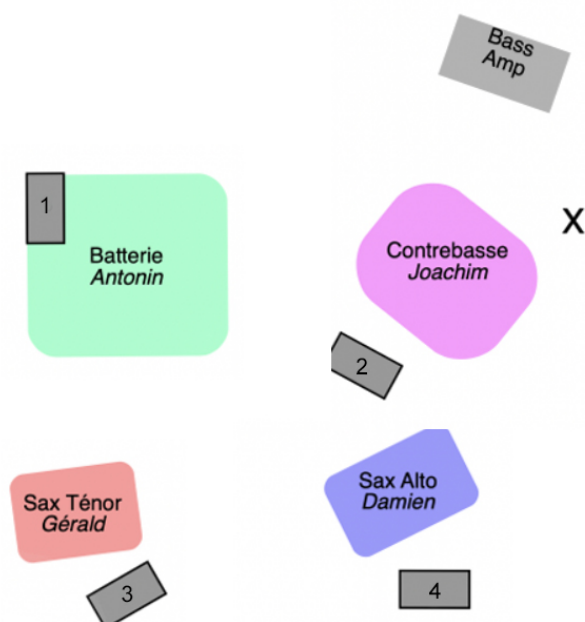 Bass
Amp
1
Batterie
Antonin
Contrebasse
Joachim
X
2
Sax Ténor
Gérald
Sax Alto
Damien
3
4